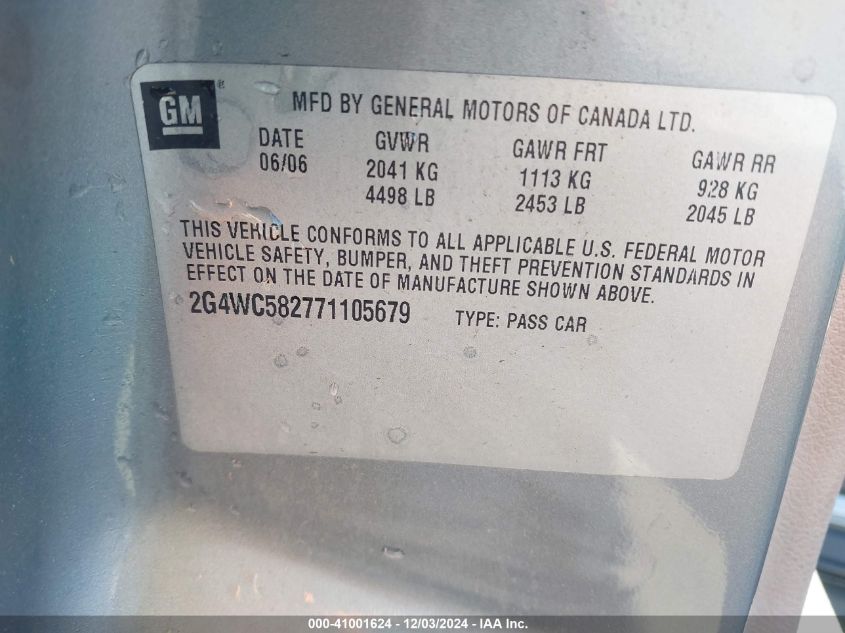 GM ®
MFD BY GENERAL MOTORS OF CANADA LTD.
DATE GVWR GAWR FRT GAWR RR
06/06 2041 KG 1113 KG 928 KG
4498 LB 2453 LB 2045 LB
THIS VEHICLE CONFORMS TO ALL APPLICABLE U.S. FEDERAL MOTOR
VEHICLE SAFETY, BUMPER, AND THEFT PREVENTION STANDARDS IN
EFFECT ON THE DATE OF MANUFACTURE SHOWN ABOVE.
2G4WC582771105679 TYPE: PASS CAR
000-41001624 - 12/03/2024 - IAA Inc.